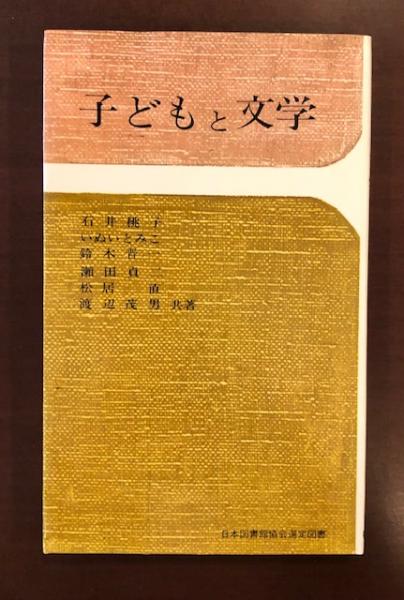 子どもと文学
石井桃子
いぬいとみこ
鈴木晋一
瀬田貞二
松居直
渡辺茂男共著
日本図書館協会選定図書